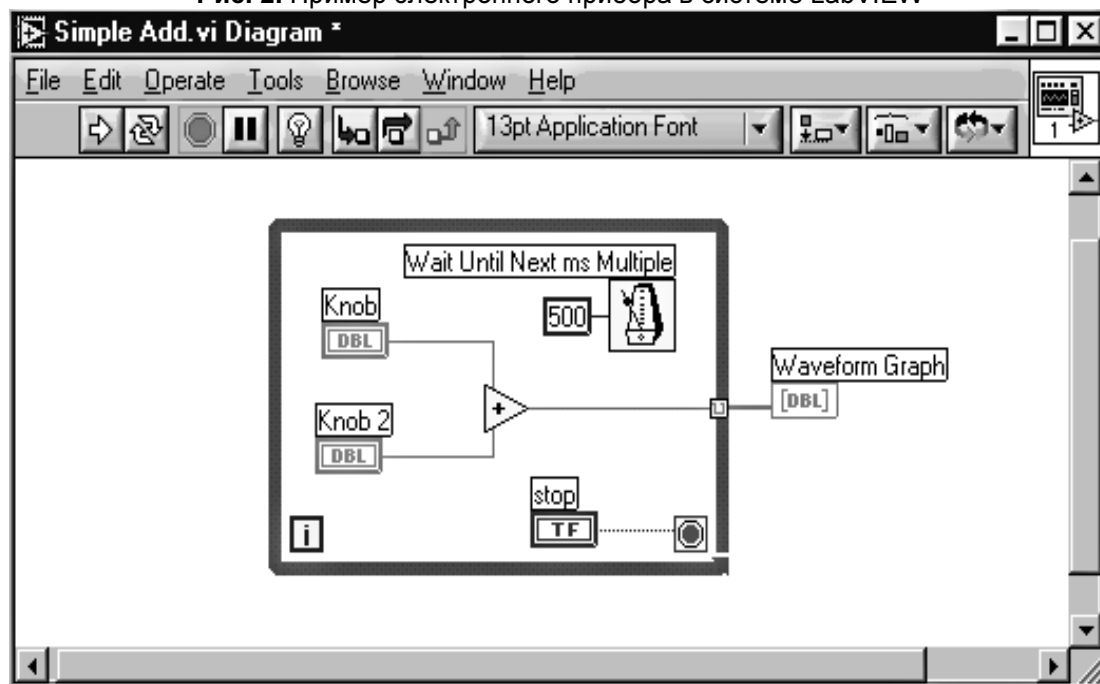 Рис. 2. Пример электронного прибора в системе LabVIEW
Simple Add.vi Diagram *
File Edit Operate Tools Browse Window Help
13pt Application Font
1
Wait Until Next ms Multiple
Knob
DBL
500
Waveform Graph
[DBL]
+
Knob 2
DBL
stop
TF
i